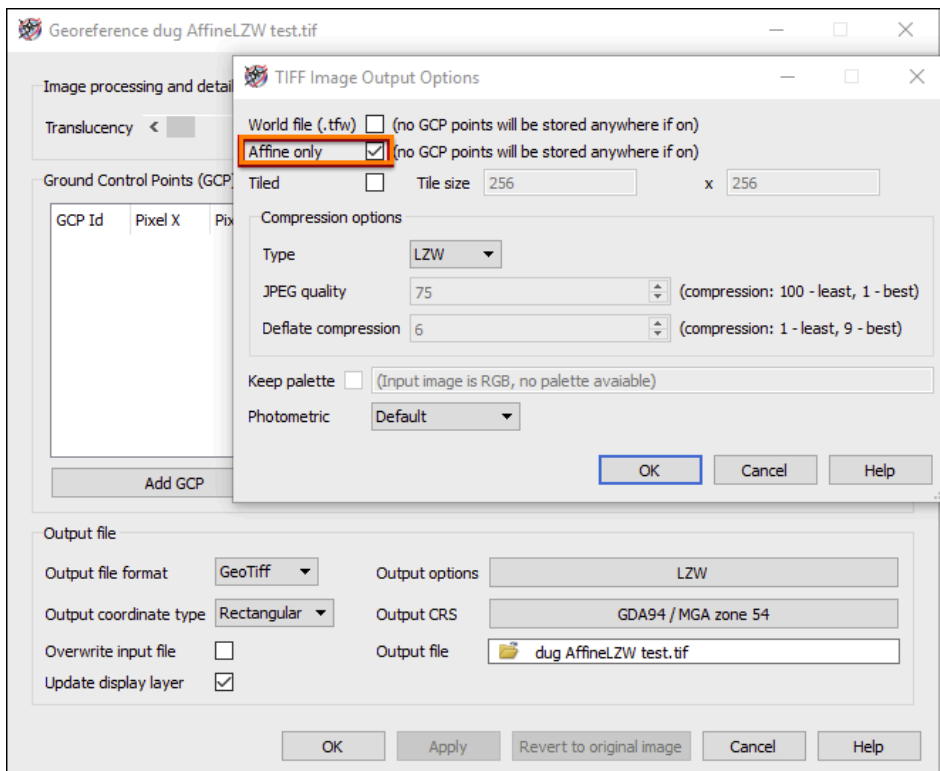 Georeference dug AffineLZW test.tif
Image processing and detail
Translucency
TIFF Image Output Options
World file (.tfw) (no GCP points will be stored anywhere if on)
Affine only (no GCP points will be stored anywhere if on)
Tiled Tile size 256 x 256
Compression options
Type LZW
JPEG quality 75 (compression: 100 - least, 1 - best)
Deflate compression 6 (compression: 1 - least, 9 - best)
Keep palette (Input image is RGB, no palette avaiable)
Photometric Default
OK Cancel Help
Ground Control Points (GCP)
GCP Id Pixel X Pix
Add GCP
Output file
Output file format GeoTiff Output options LZW
Output coordinate type Rectangular Output CRS GDA94 / MGA zone 54
Overwrite input file Output file dug AffineLZW test.tif
Update display layer
OK Apply Revert to original image Cancel Help